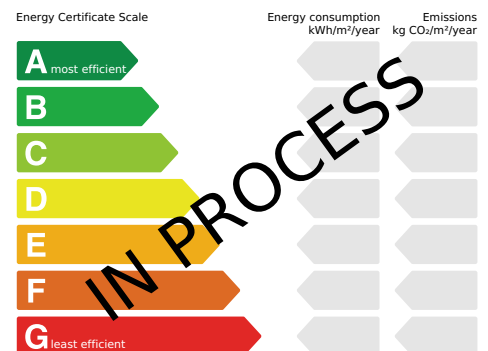 Energy Certificate Scale
Energy consumption
kWh/m²/year
Emissions
kg CO₂/m²/year
A most efficient
B
C
D
E
F
G least efficient
IN PROCESS